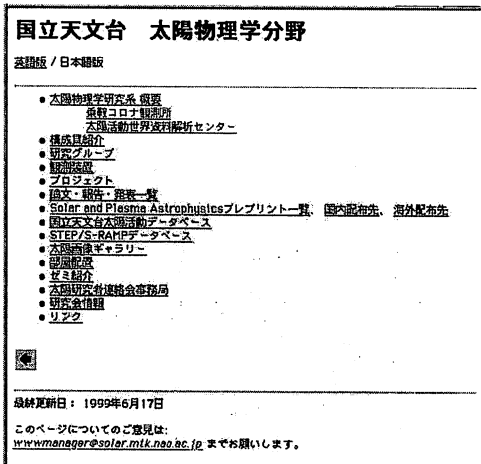 国立天文台 太陽物理学分野
英語版 / 日本語版
太陽物理学研究系 概要
乗鞍コロナ観測所
太陽活動世界資料解析センター
構成員紹介
研究グループ
観測装置
プロジェクト
論文・報告・発表一覧
Solar and Plasma Astrophysicsプレプリント一覧、 国内配布先、 海外配布先
国立天文台太陽活動データベース
STEP/S-RAMPデータベース
太陽画像ギャラリー
部屋配置
ゼミ紹介
太陽研究者連絡会事務局
研究会情報
リンク
最終更新日： 1999年6月17日
このページについてのご意見は:
wwwmanager@solar.mtk.nao.ac.jp までお願いします。